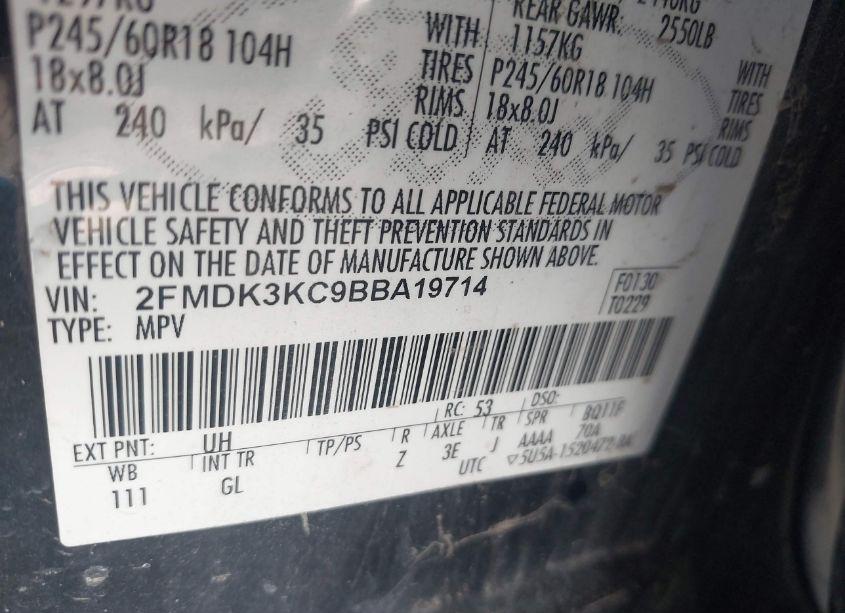 REAR GAWR:
2550LB
P245/60R18 104H WITH 1157KG
18x8.0J TIRES P245/60R18 104H WITH
RIMS 18x8.0J TIRES
AT 240 kPa/ 35 PSI COLD AT 240 kPa/ 35 PSI COLD RIMS
THIS VEHICLE CONFORMS TO ALL APPLICABLE FEDERAL MOTOR
VEHICLE SAFETY AND THEFT PREVENTION STANDARDS IN
EFFECT ON THE DATE OF MANUFACTURE SHOWN ABOVE.
VIN: 2FMDK3KC9BBA19714 F0130
TYPE: MPV T0229
RC: 53 DSO:
EXT PNT: UH
WB INT TR TP/PS R AXLE TR SPR BQ11F
111 GL Z 3E J AAAA 70A
UTC